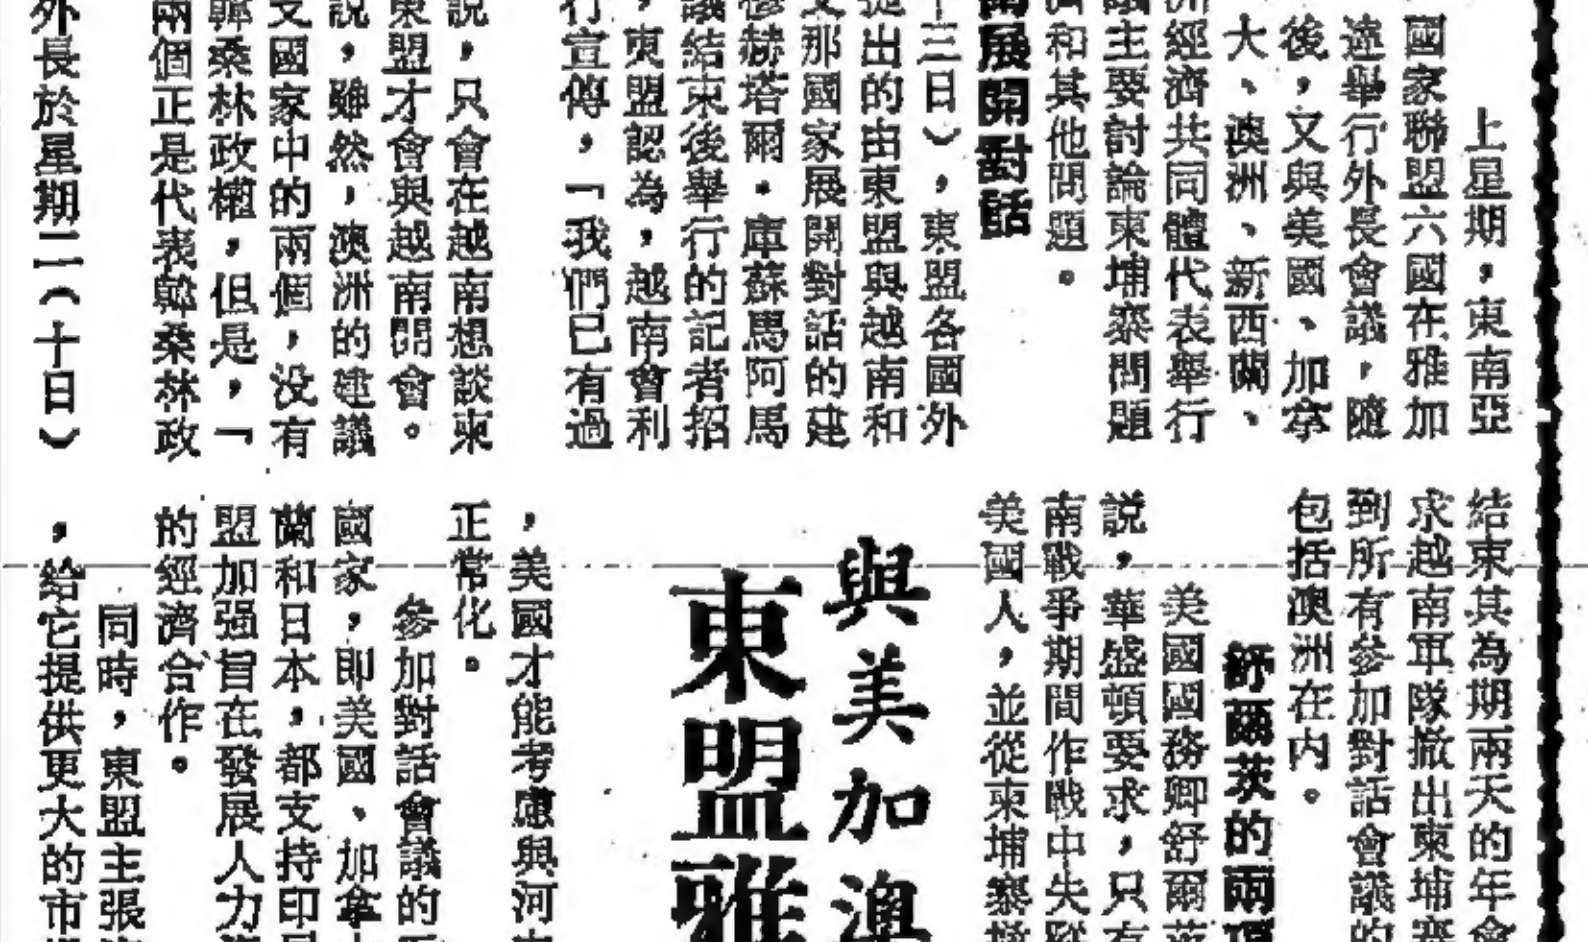 上星期，東南亞
國家聯盟六國在雅加
達舉行外長會議，隨
後，又與美國、加拿
大、澳洲、新西蘭、
洲經濟共同體代表舉行
議主要討論柬埔寨問題
濟和其他問題。
展開對話
十三日），東盟各國外
提出的由東盟與越南和
支那國家展開對話的建
穆赫塔爾·庫蘇馬阿馬
議結束後舉行的記者招
，東盟認為，越南會利
行宣傳，「我們已有過
説，只會在越南想談柬
東盟才會與越南開會。
説，雖然，澳洲的建議
支國家中的兩個，没有
韓桑林政權，但是，「
兩個正是代表韓桑林政
外長於星期二（十日）
結束其為期兩天的年會
求越南軍隊撤出柬埔寨
到所有參加對話會議的
包括澳洲在内。
舒爾茨的兩項
美國國務卿舒爾茨
説，華盛頓要求，只有
南戰爭期間作戰中失踪
美國人，並從柬埔寨撤
與美加澳
東盟雅
，美國才能考慮與河
正常化。
參加對話會議的
國家，即美國、加拿大
蘭和日本，都支持印尼
盟加强旨在發展人力
的經濟合作。
同時，東盟主張
，給它提供更大的市